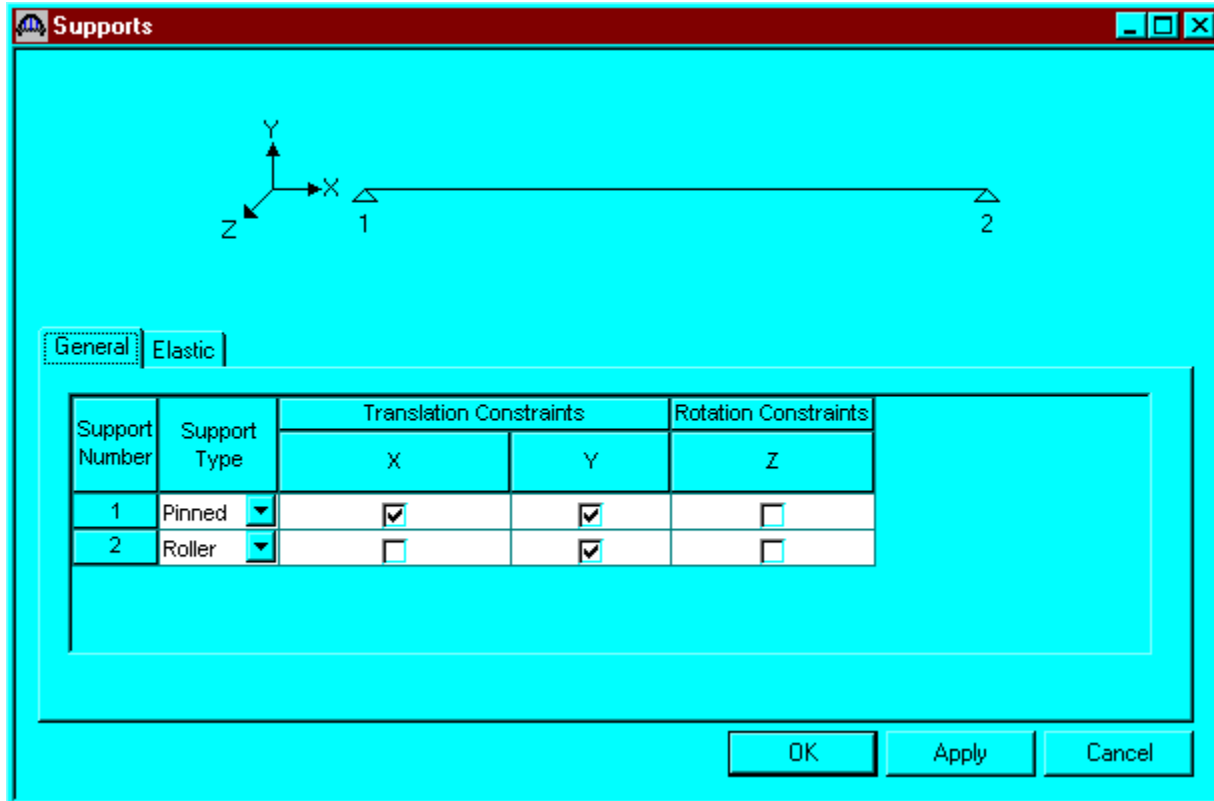 Supports
Y
X
Z
1
2
General Elastic
Support Number Support Type Translation Constraints Rotation Constraints
X Y Z
1 Pinned
2 Roller
OK Apply Cancel